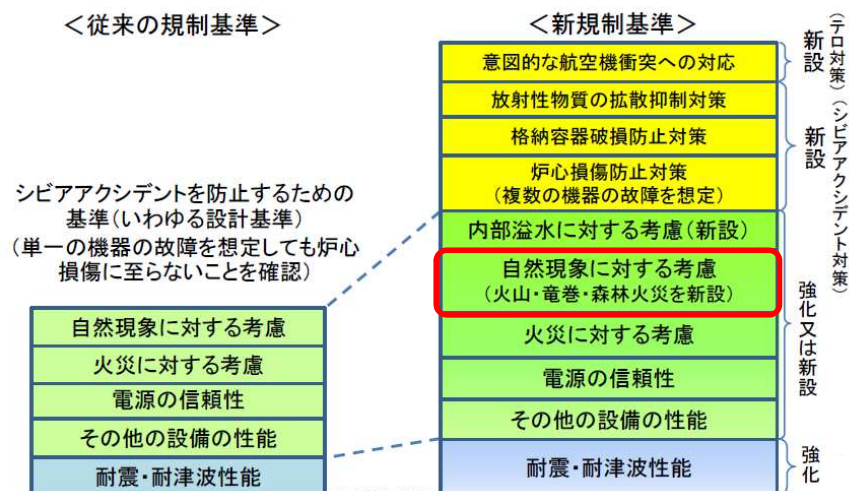 ＜従来の規制基準＞
シビアアクシデントを防止するための
基準(いわゆる設計基準)
(単一の機器の故障を想定しても炉心
損傷に至らないことを確認)
自然現象に対する考慮
火災に対する考慮
電源の信頼性
その他の設備の性能
耐震・耐津波性能
＜新規制基準＞
意図的な航空機衝突への対応
放射性物質の拡散抑制対策
格納容器破損防止対策
炉心損傷防止対策
(複数の機器の故障を想定)
内部溢水に対する考慮(新設)
自然現象に対する考慮
(火山・竜巻・森林火災を新設)
火災に対する考慮
電源の信頼性
その他の設備の性能
耐震・耐津波性能
新設
(テロ対策)
新設
(シビアアクシデント対策)
強化又は新設
強化